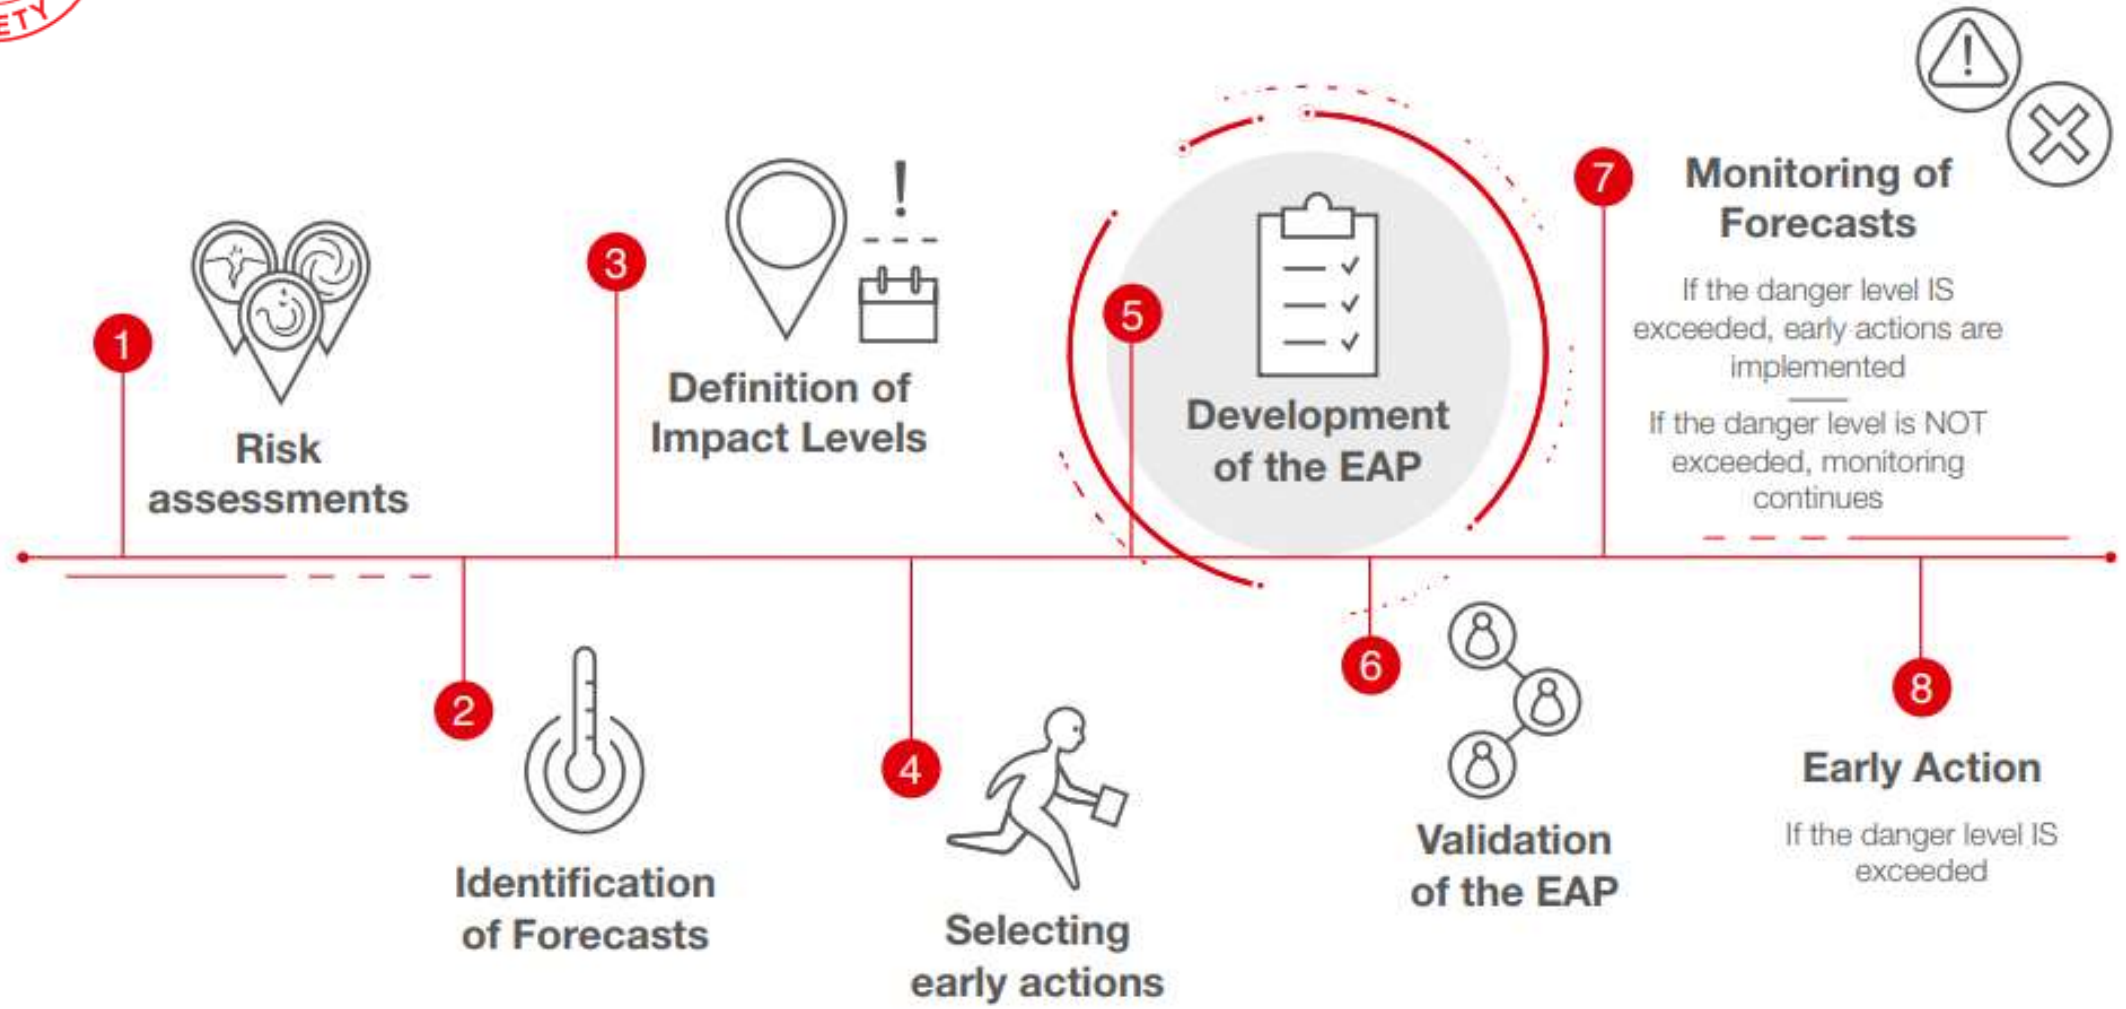 1
Risk
assessments
2
Identification
of Forecasts
3
Definition of
Impact Levels
4
Selecting
early actions
5
Development
of the EAP
6
Validation
of the EAP
7
Monitoring of
Forecasts
If the danger level IS
exceeded, early actions are
implemented
If the danger level is NOT
exceeded, monitoring
continues
8
Early Action
If the danger level IS
exceeded